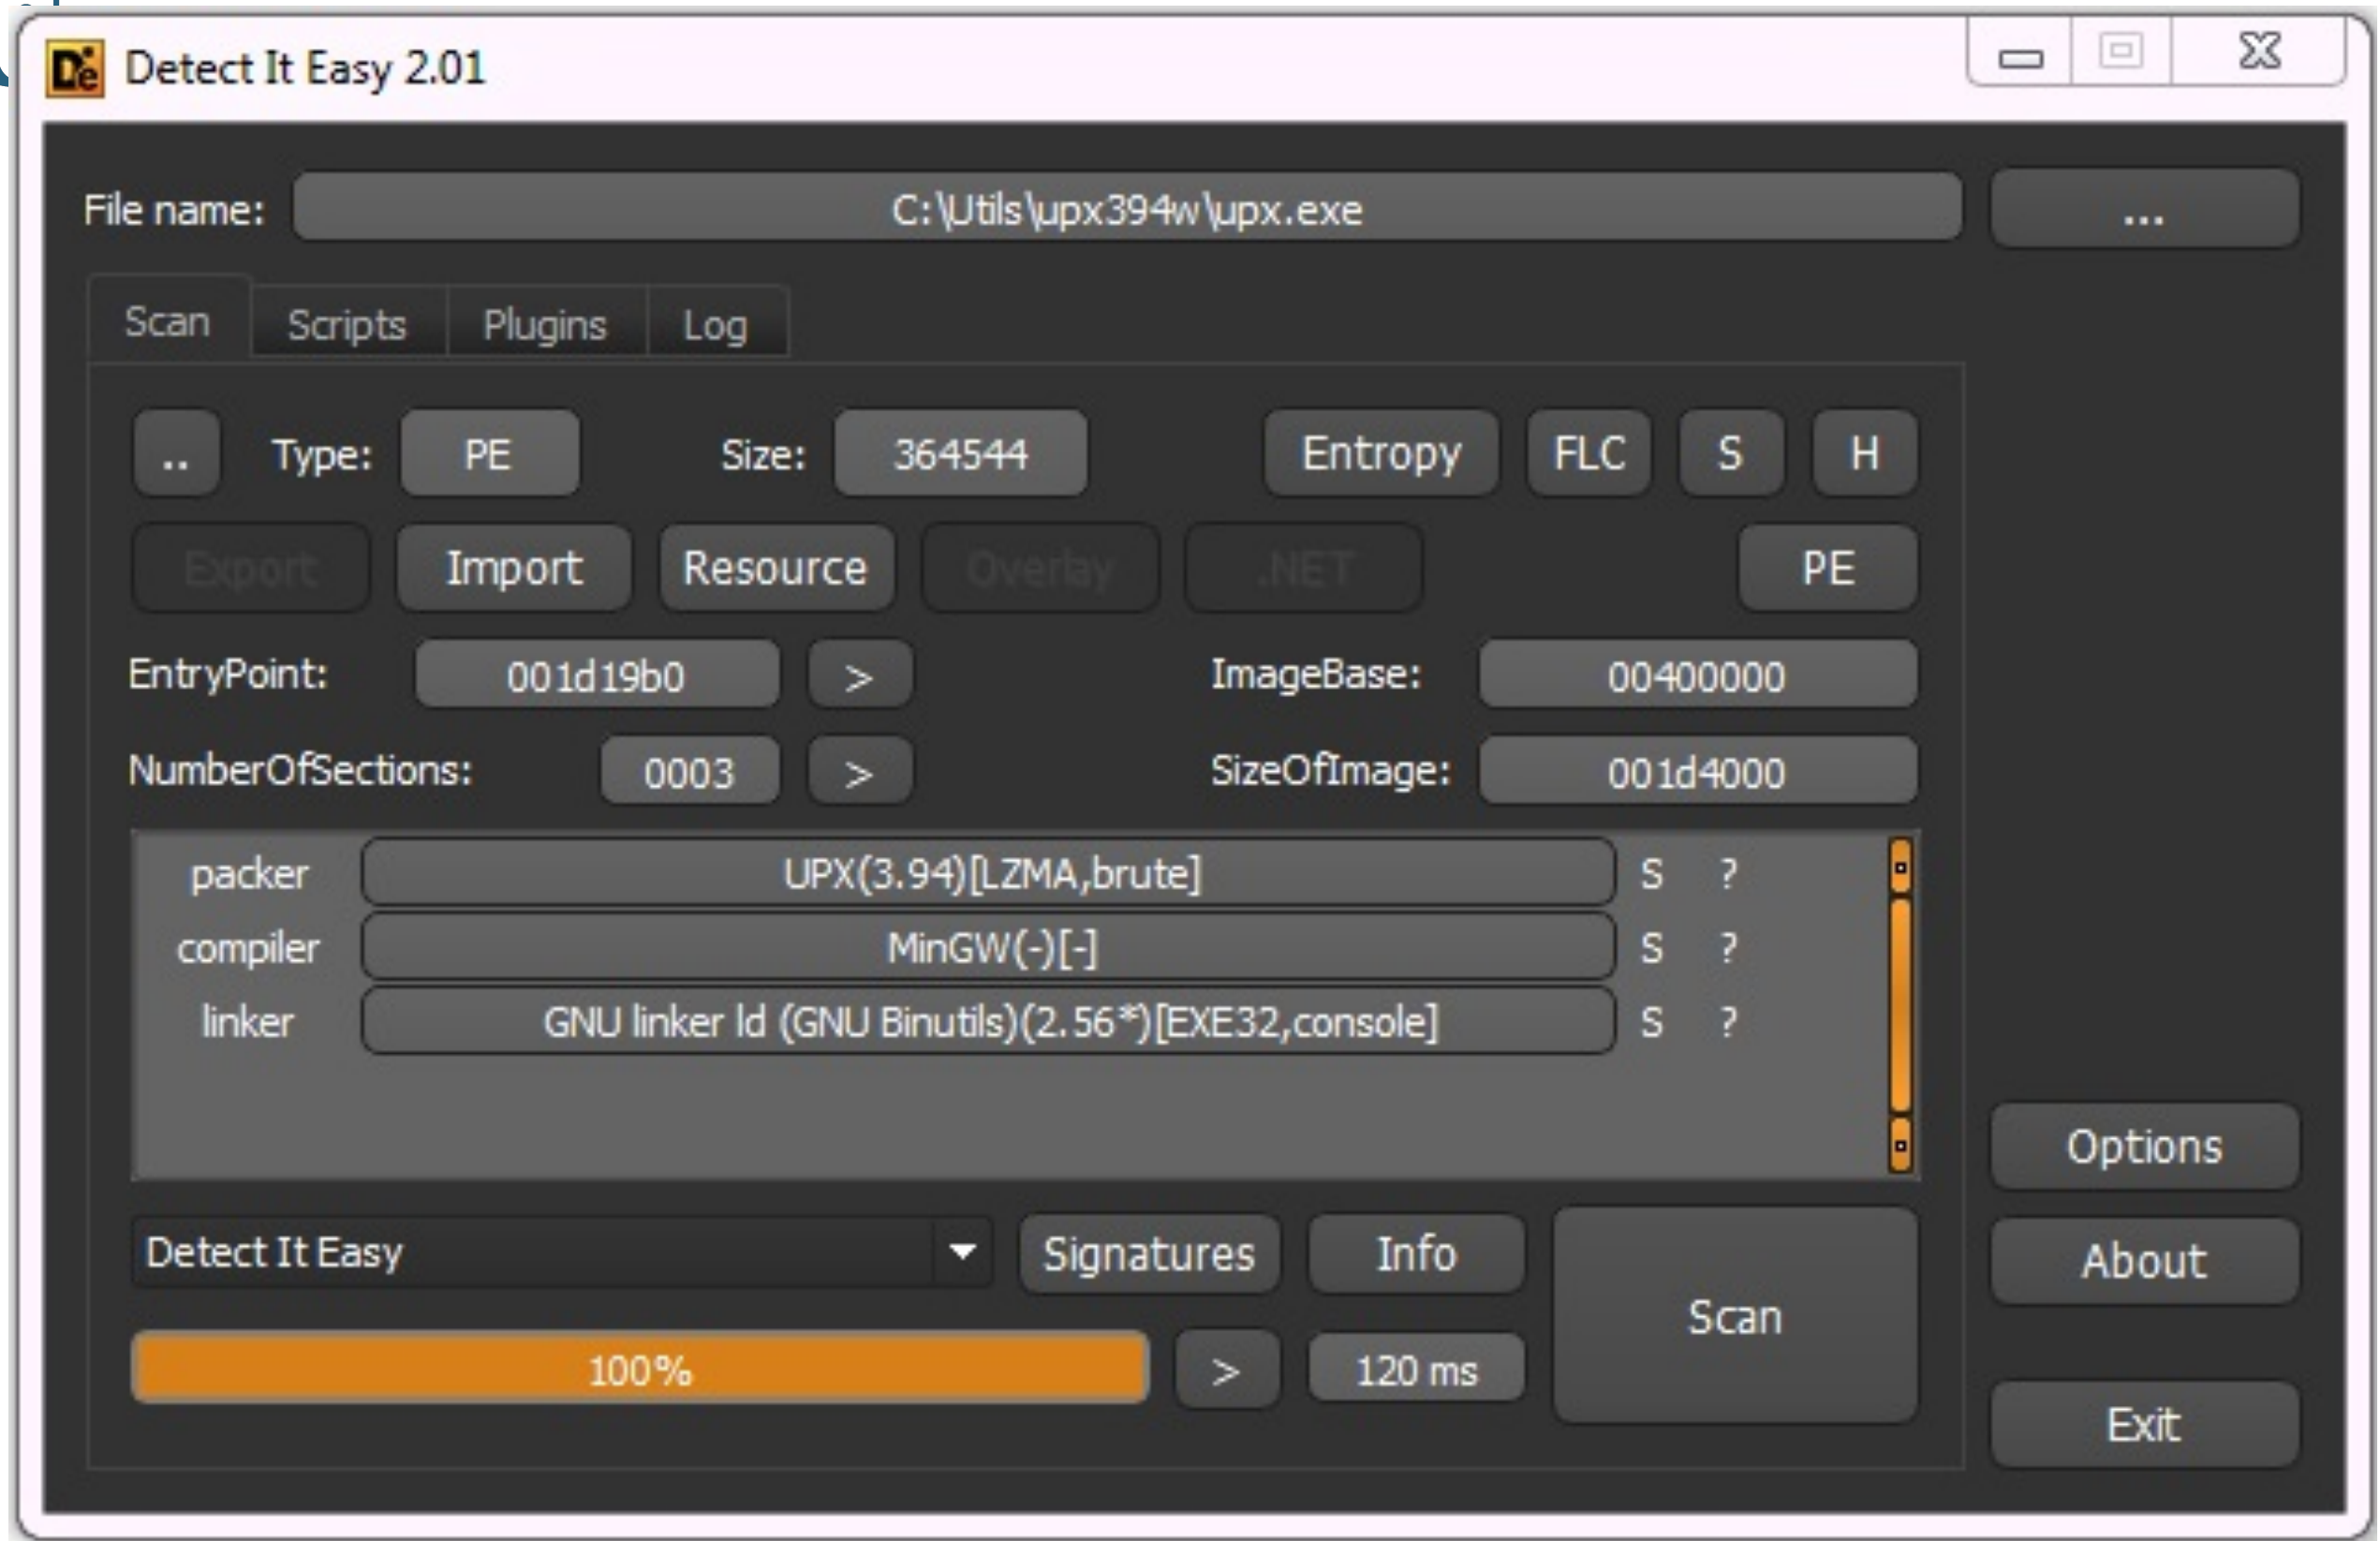 Detect It Easy 2.01
File name: C:\Utils\upx394w\upx.exe ...
Scan Scripts Plugins Log
.. Type: PE Size: 364544 Entropy FLC S H
Export Import Resource Overlay .NET PE
EntryPoint: 001d19b0 > ImageBase: 00400000
NumberOfSections: 0003 > SizeOfImage: 001d4000
packer UPX(3.94)[LZMA,brute] S ?
compiler MinGW(-)[-] S ?
linker GNU linker ld (GNU Binutils)(2.56*)[EXE32,console] S ?
Detect It Easy Signatures Info Scan
100% > 120 ms
Options
About
Exit